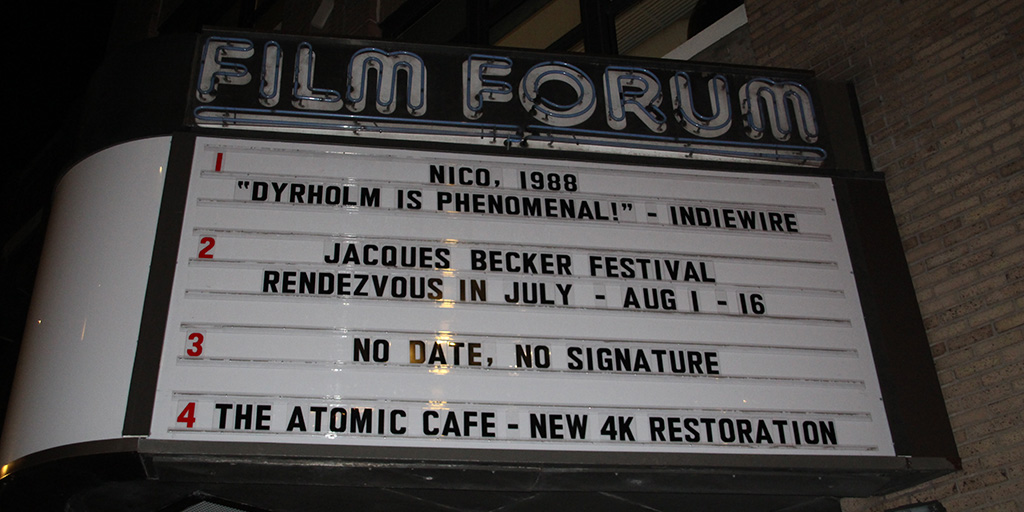 FILM FORUM
1 NICO, 1988
"DYRHOLM IS PHENOMENAL!" - INDIEWIRE
2 JACQUES BECKER FESTIVAL
RENDEZVOUS IN JULY - AUG 1 - 16
3 NO DATE, NO SIGNATURE
4 THE ATOMIC CAFE - NEW 4K RESTORATION